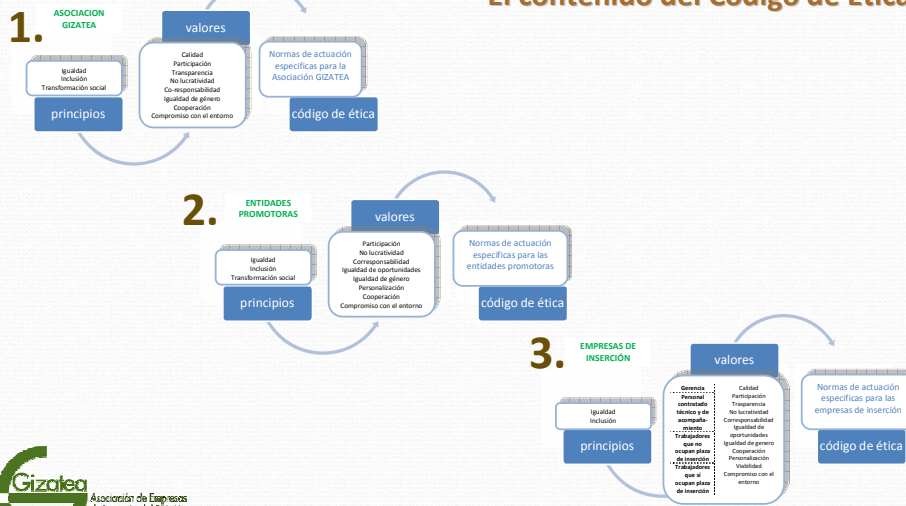 El contenido del Código de Ética
1.
ASOCIACION
GIZATEA
valores
Calidad
Participación
Transparencia
No lucratividad
Co-responsabilidad
Igualdad de género
Cooperación
Compromiso con el entorno
Igualdad
Inclusión
Transformación social
principios
Normas de actuación
especificas para la
Asociación GIZATEA
código de ética
2.
ENTIDADES
PROMOTORAS
valores
Participación
No lucratividad
Corresponsabilidad
Igualdad de oportunidades
Igualdad de género
Personalización
Cooperación
Compromiso con el entorno
Igualdad
Inclusión
Transformación social
principios
Normas de actuación
especificas para las
entidades promotoras
código de ética
3.
EMPRESAS DE
INSERCIÓN
valores
Gerencia
Personal
contratado
técnico y de
acompaña-
miento
Trabajadores
que no
ocupan plaza
de inserción
Trabajadores
que sí
ocupan plaza
de inserción
Calidad
Participación
Trasparencia
No lucratividad
Corresponsabilidad
Igualdad de
oportunidades
Igualdad de genero
Cooperación
Personalización
Viabilidad
Compromiso con el
entorno
Igualdad
Inclusión
principios
Normas de actuación
especificas para las
empresas de inserción
código de ética
Gizatea
Asociación de Empresas